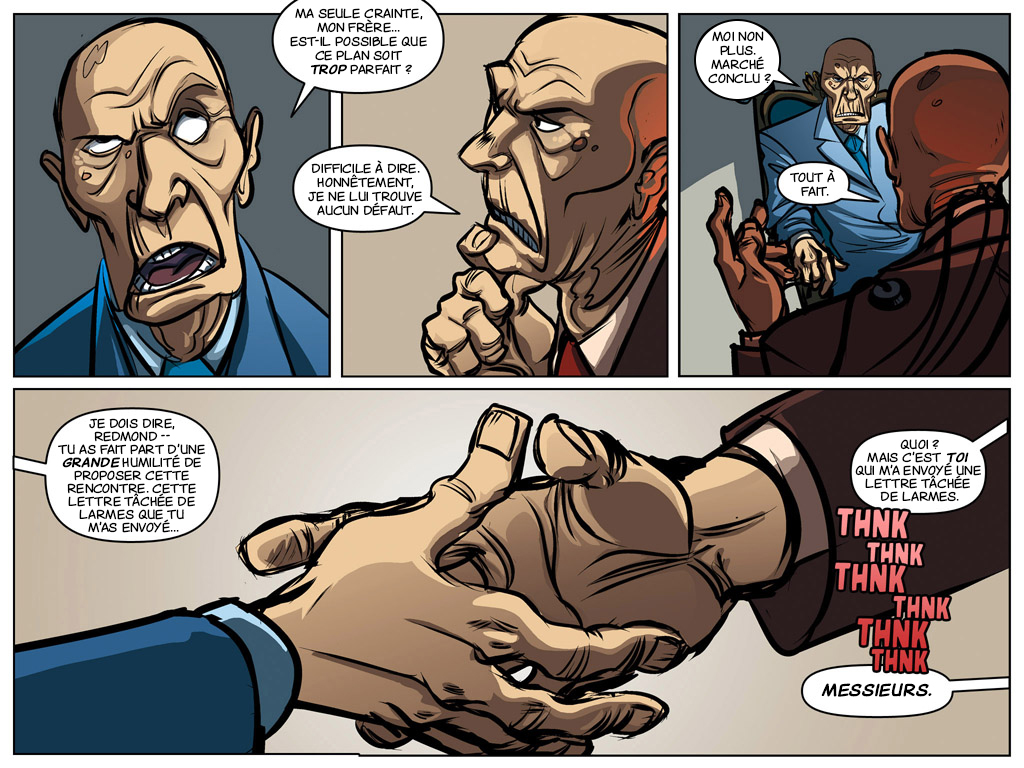 MA SEULE CRAINTE,
MON FRÈRE...
EST-IL POSSIBLE QUE
CE PLAN SOIT
TROP PARFAIT ?
DIFFICILE À DIRE.
HONNÊTEMENT,
JE NE LUI TROUVE
AUCUN DÉFAUT.
MOI NON
PLUS.
MARCHÉ
CONCLU ?
TOUT À
FAIT.
JE DOIS DIRE,
REDMOND --
TU AS FAIT PART D'UNE
GRANDE HUMILITÉ DE
PROPOSER CETTE
RENCONTRE. CETTE
LETTRE TÂCHÉE DE
LARMES QUE TU
M'AS ENVOYÉ...
QUOI ?
MAIS C'EST TOI
QUI M'A ENVOYÉ UNE
LETTRE TÂCHÉE
DE LARMES.
THNK
THNK
THNK
THNK
THNK
THNK
MESSIEURS.